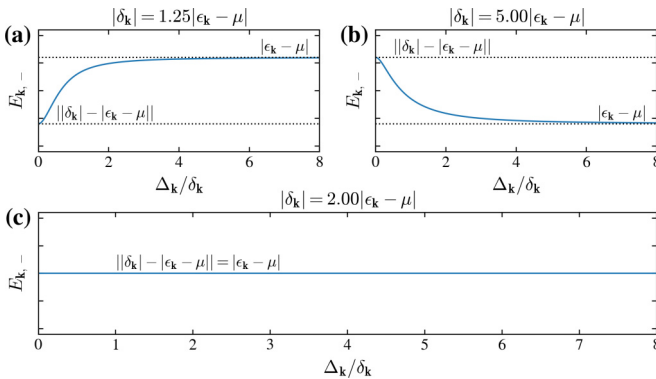 |δ_k| = 1.25|ϵ_k − μ|
(a)
|ϵ_k − μ|
||δ_k| − |ϵ_k − μ||
E_k, −
0 2 4 6 8
Δ_k/δ_k
|δ_k| = 5.00|ϵ_k − μ|
(b)
||δ_k| − |ϵ_k − μ||
|ϵ_k − μ|
E_k, −
0 2 4 6 8
Δ_k/δ_k
|δ_k| = 2.00|ϵ_k − μ|
(c)
||δ_k| − |ϵ_k − μ|| = |ϵ_k − μ|
E_k, −
0 1 2 3 4 5 6 7 8
Δ_k/δ_k